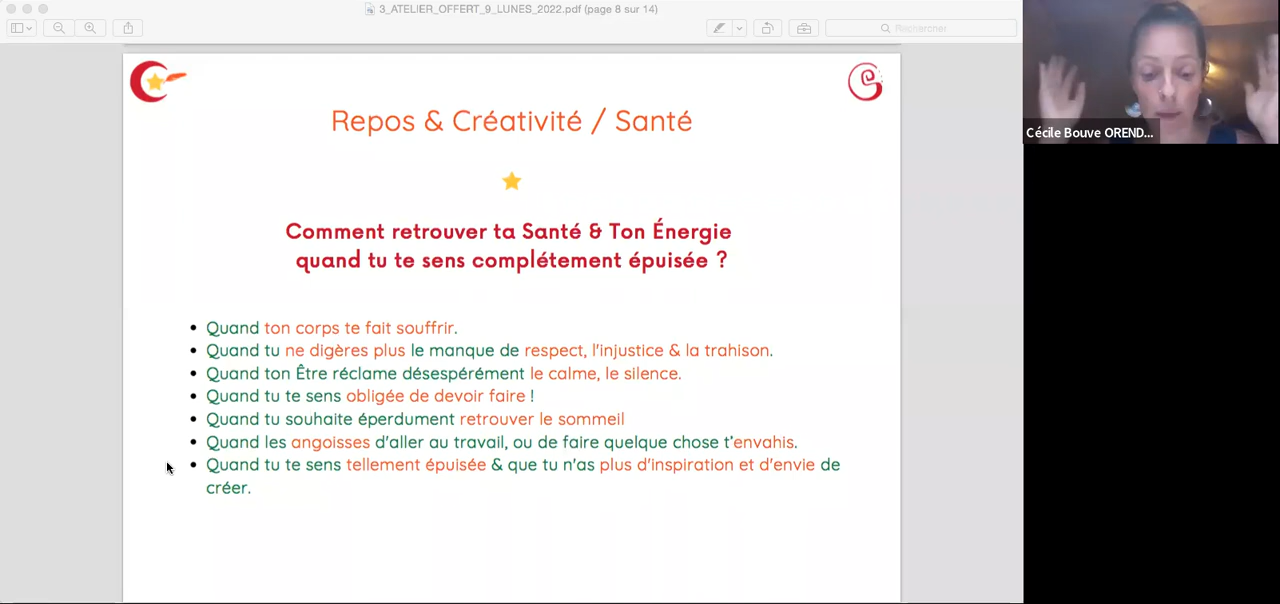 3_ATELIER_OFFERT_9_LUNES_2022.pdf (page 8 sur 14)
Rechercher
Cécile Bouve OREND...
Repos & Créativité / Santé
Comment retrouver ta Santé & Ton Énergie
quand tu te sens complétement épuisée ?
• Quand ton corps te fait souffrir.
• Quand tu ne digères plus le manque de respect, l'injustice & la trahison.
• Quand ton Être réclame désespérément le calme, le silence.
• Quand tu te sens obligée de devoir faire !
• Quand tu souhaite éperdument retrouver le sommeil
• Quand les angoisses d'aller au travail, ou de faire quelque chose t'envahis.
• Quand tu te sens tellement épuisée & que tu n'as plus d'inspiration et d'envie de
créer.